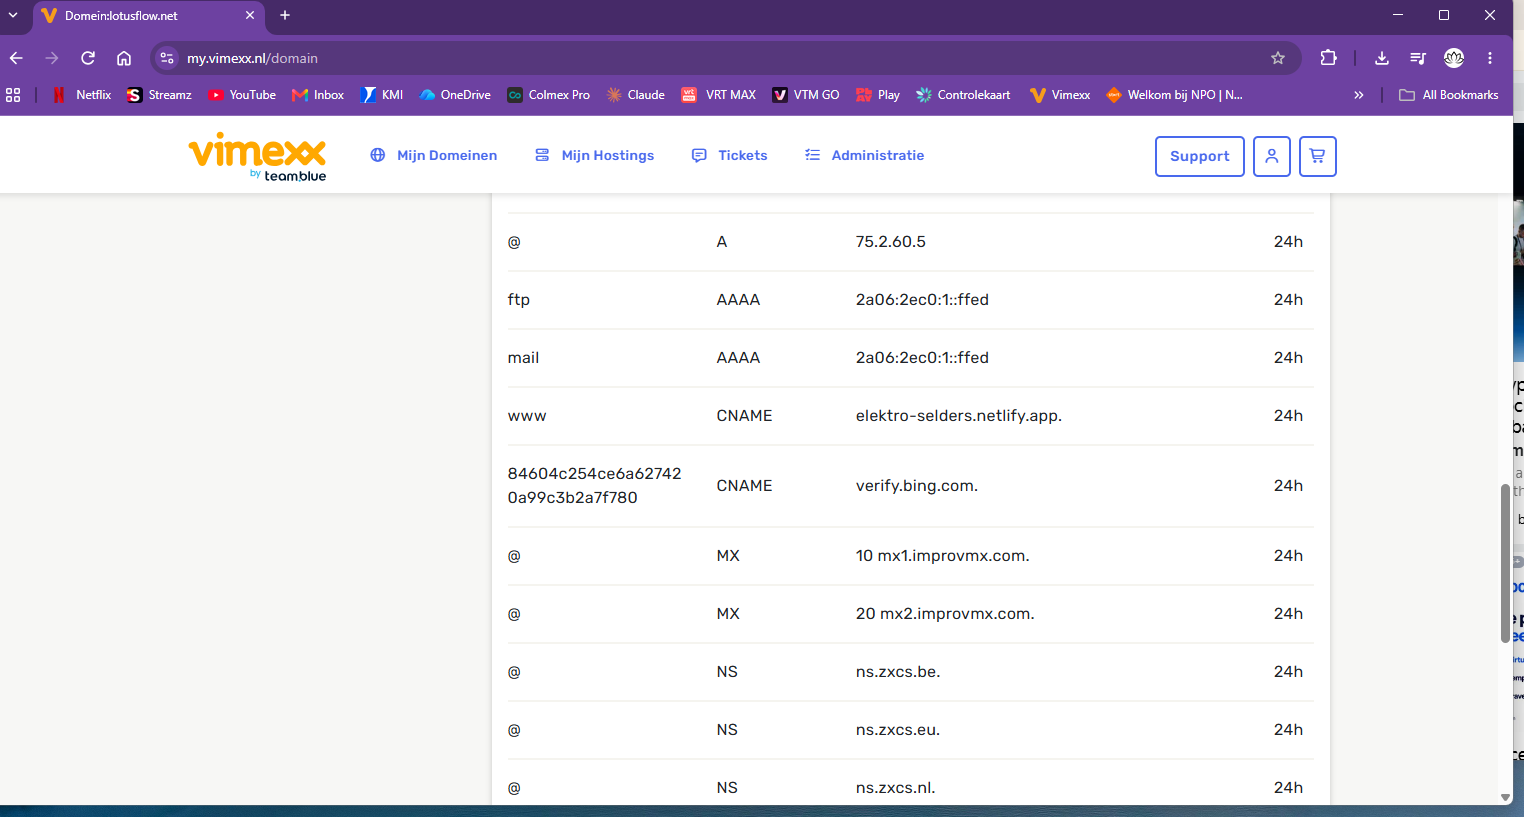 Domein:lotusflow.net
my.vimexx.nl/domain
Netflix Streamz YouTube Inbox KMI OneDrive Colmex Pro Claude VRT MAX VTM GO Play Controlekaart Vimexx Welkom bij NPO | N... » All Bookmarks
vimexx
by team.blue
Mijn Domeinen Mijn Hostings Tickets Administratie Support
@ A 75.2.60.5 24h
ftp AAAA 2a06:2ec0:1::ffed 24h
mail AAAA 2a06:2ec0:1::ffed 24h
www CNAME elektro-selders.netlify.app. 24h
84604c254ce6a62742
0a99c3b2a7f780 CNAME verify.bing.com. 24h
@ MX 10 mx1.improvmx.com. 24h
@ MX 20 mx2.improvmx.com. 24h
@ NS ns.zxcs.be. 24h
@ NS ns.zxcs.eu. 24h
@ NS ns.zxcs.nl. 24h